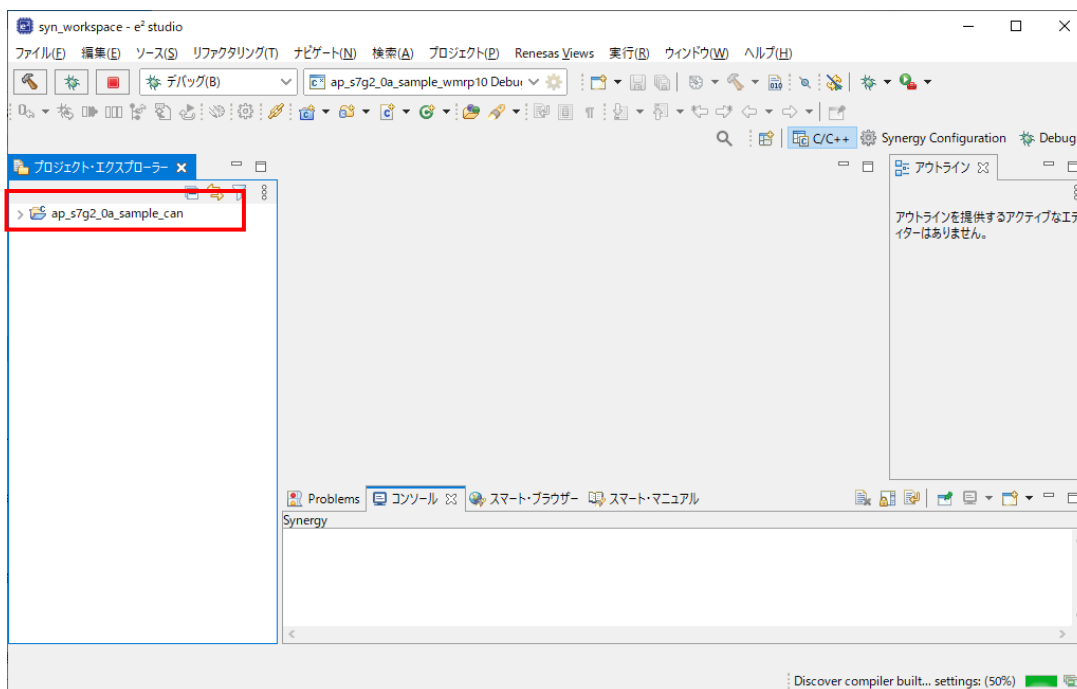 syn_workspace - e² studio
ファイル(F) 編集(E) ソース(S) リファクタリング(T) ナビゲート(N) 検索(A) プロジェクト(P) Renesas Views 実行(R) ウィンドウ(W) ヘルプ(H)
デバッグ(B) ap_s7g2_0a_sample_wmrp10 Debu
C/C++ Synergy Configuration Debug
プロジェクト・エクスプローラー
アウトライン
ap_s7g2_0a_sample_can
アウトラインを提供するアクティブなエデ
ィターはありません。
Problems コンソール スマート・ブラウザー スマート・マニュアル
Synergy
Discover compiler built... settings: (50%)